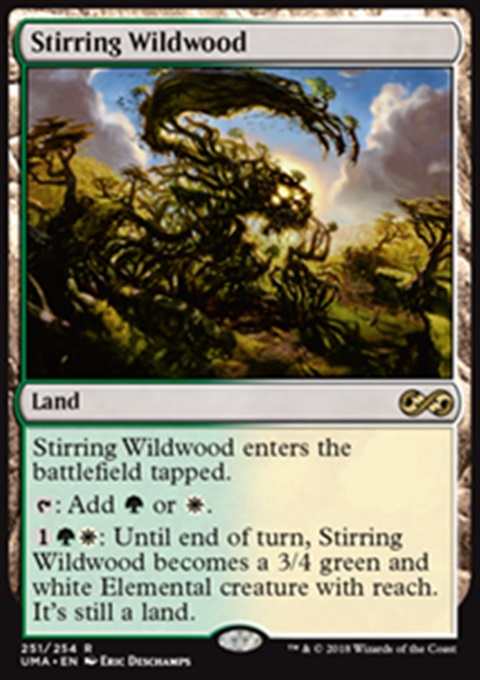 Stirring Wildwood
Land
Stirring Wildwood enters the
battlefield tapped.
: Add or .
1 : Until end of turn, Stirring
Wildwood becomes a 3/4 green and
white Elemental creature with reach.
It's still a land.
251/254 R
UMA • EN Eric Deschamps
™ & © 2018 Wizards of the Coast